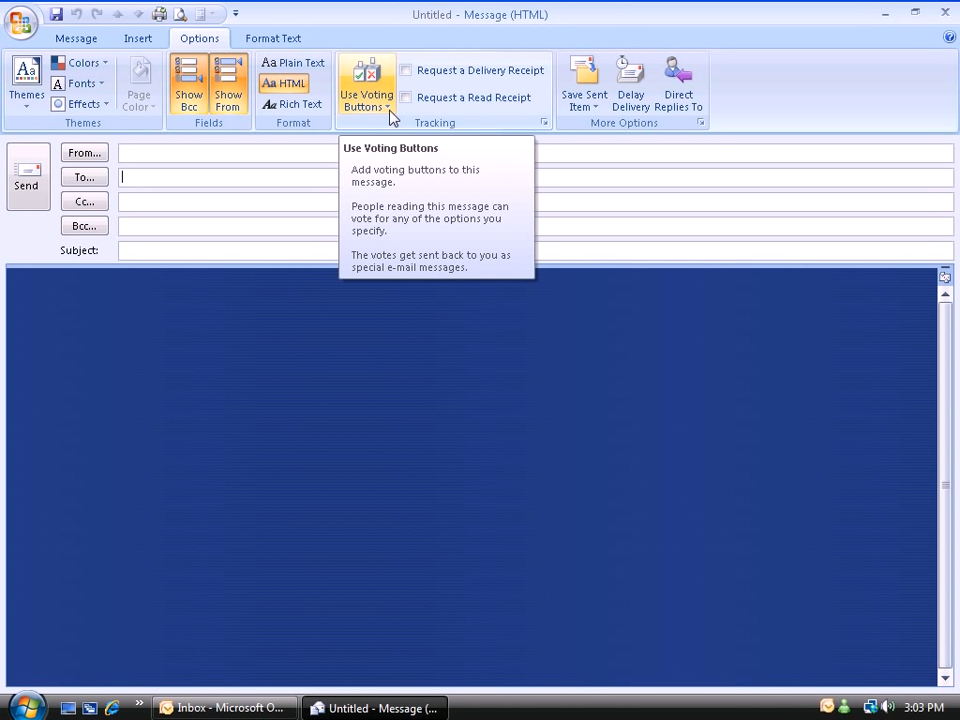 Untitled - Message (HTML)
Message Insert Options Format Text
Themes
Colors
Fonts
Effects
Page Color
Themes
Show Bcc
Show From
Fields
Aa Plain Text
Aa HTML
Aa Rich Text
Format
Use Voting Buttons
Request a Delivery Receipt
Request a Read Receipt
Tracking
Save Sent Item
Delay Delivery
Direct Replies To
More Options
Send
From...
To...
Cc...
Bcc...
Subject:
Use Voting Buttons
Add voting buttons to this
message.
People reading this message can
vote for any of the options you
specify.
The votes get sent back to you as
special e-mail messages.
Inbox - Microsoft O...
Untitled - Message (...
3:03 PM